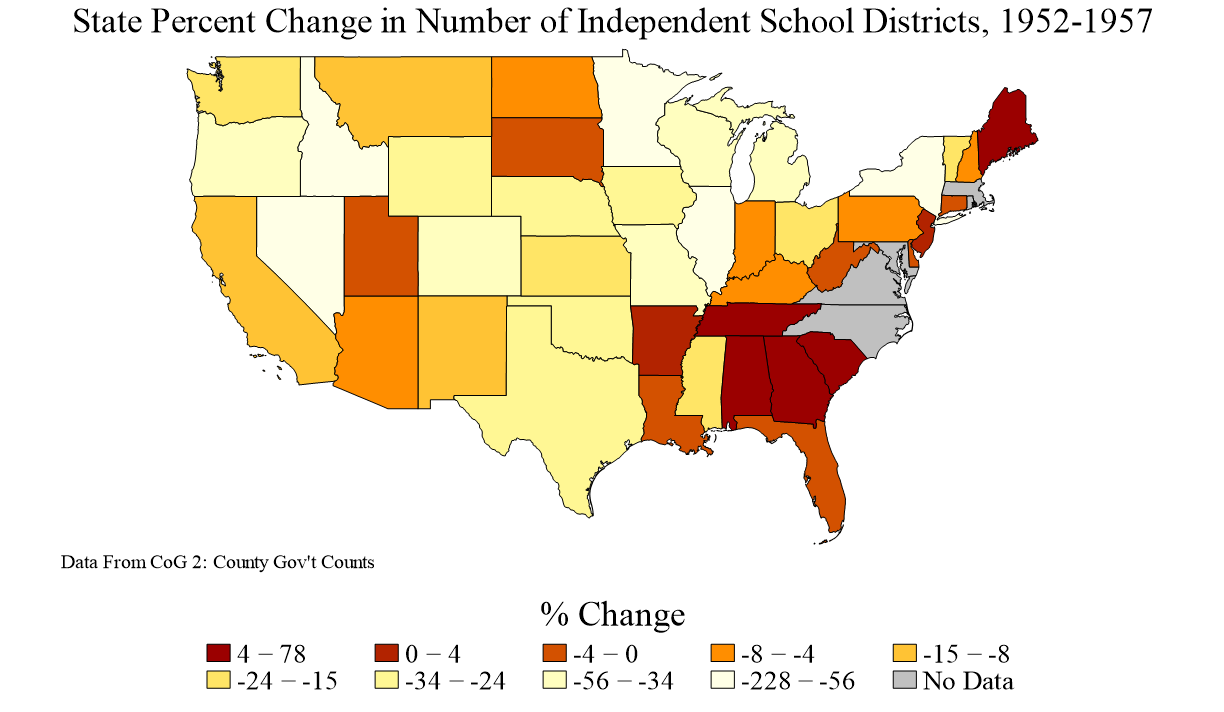 State Percent Change in Number of Independent School Districts, 1952-1957
Data From CoG 2: County Gov't Counts
% Change
4 – 78
0 – 4
-4 – 0
-8 – -4
-15 – -8
-24 – -15
-34 – -24
-56 – -34
-228 – -56
No Data